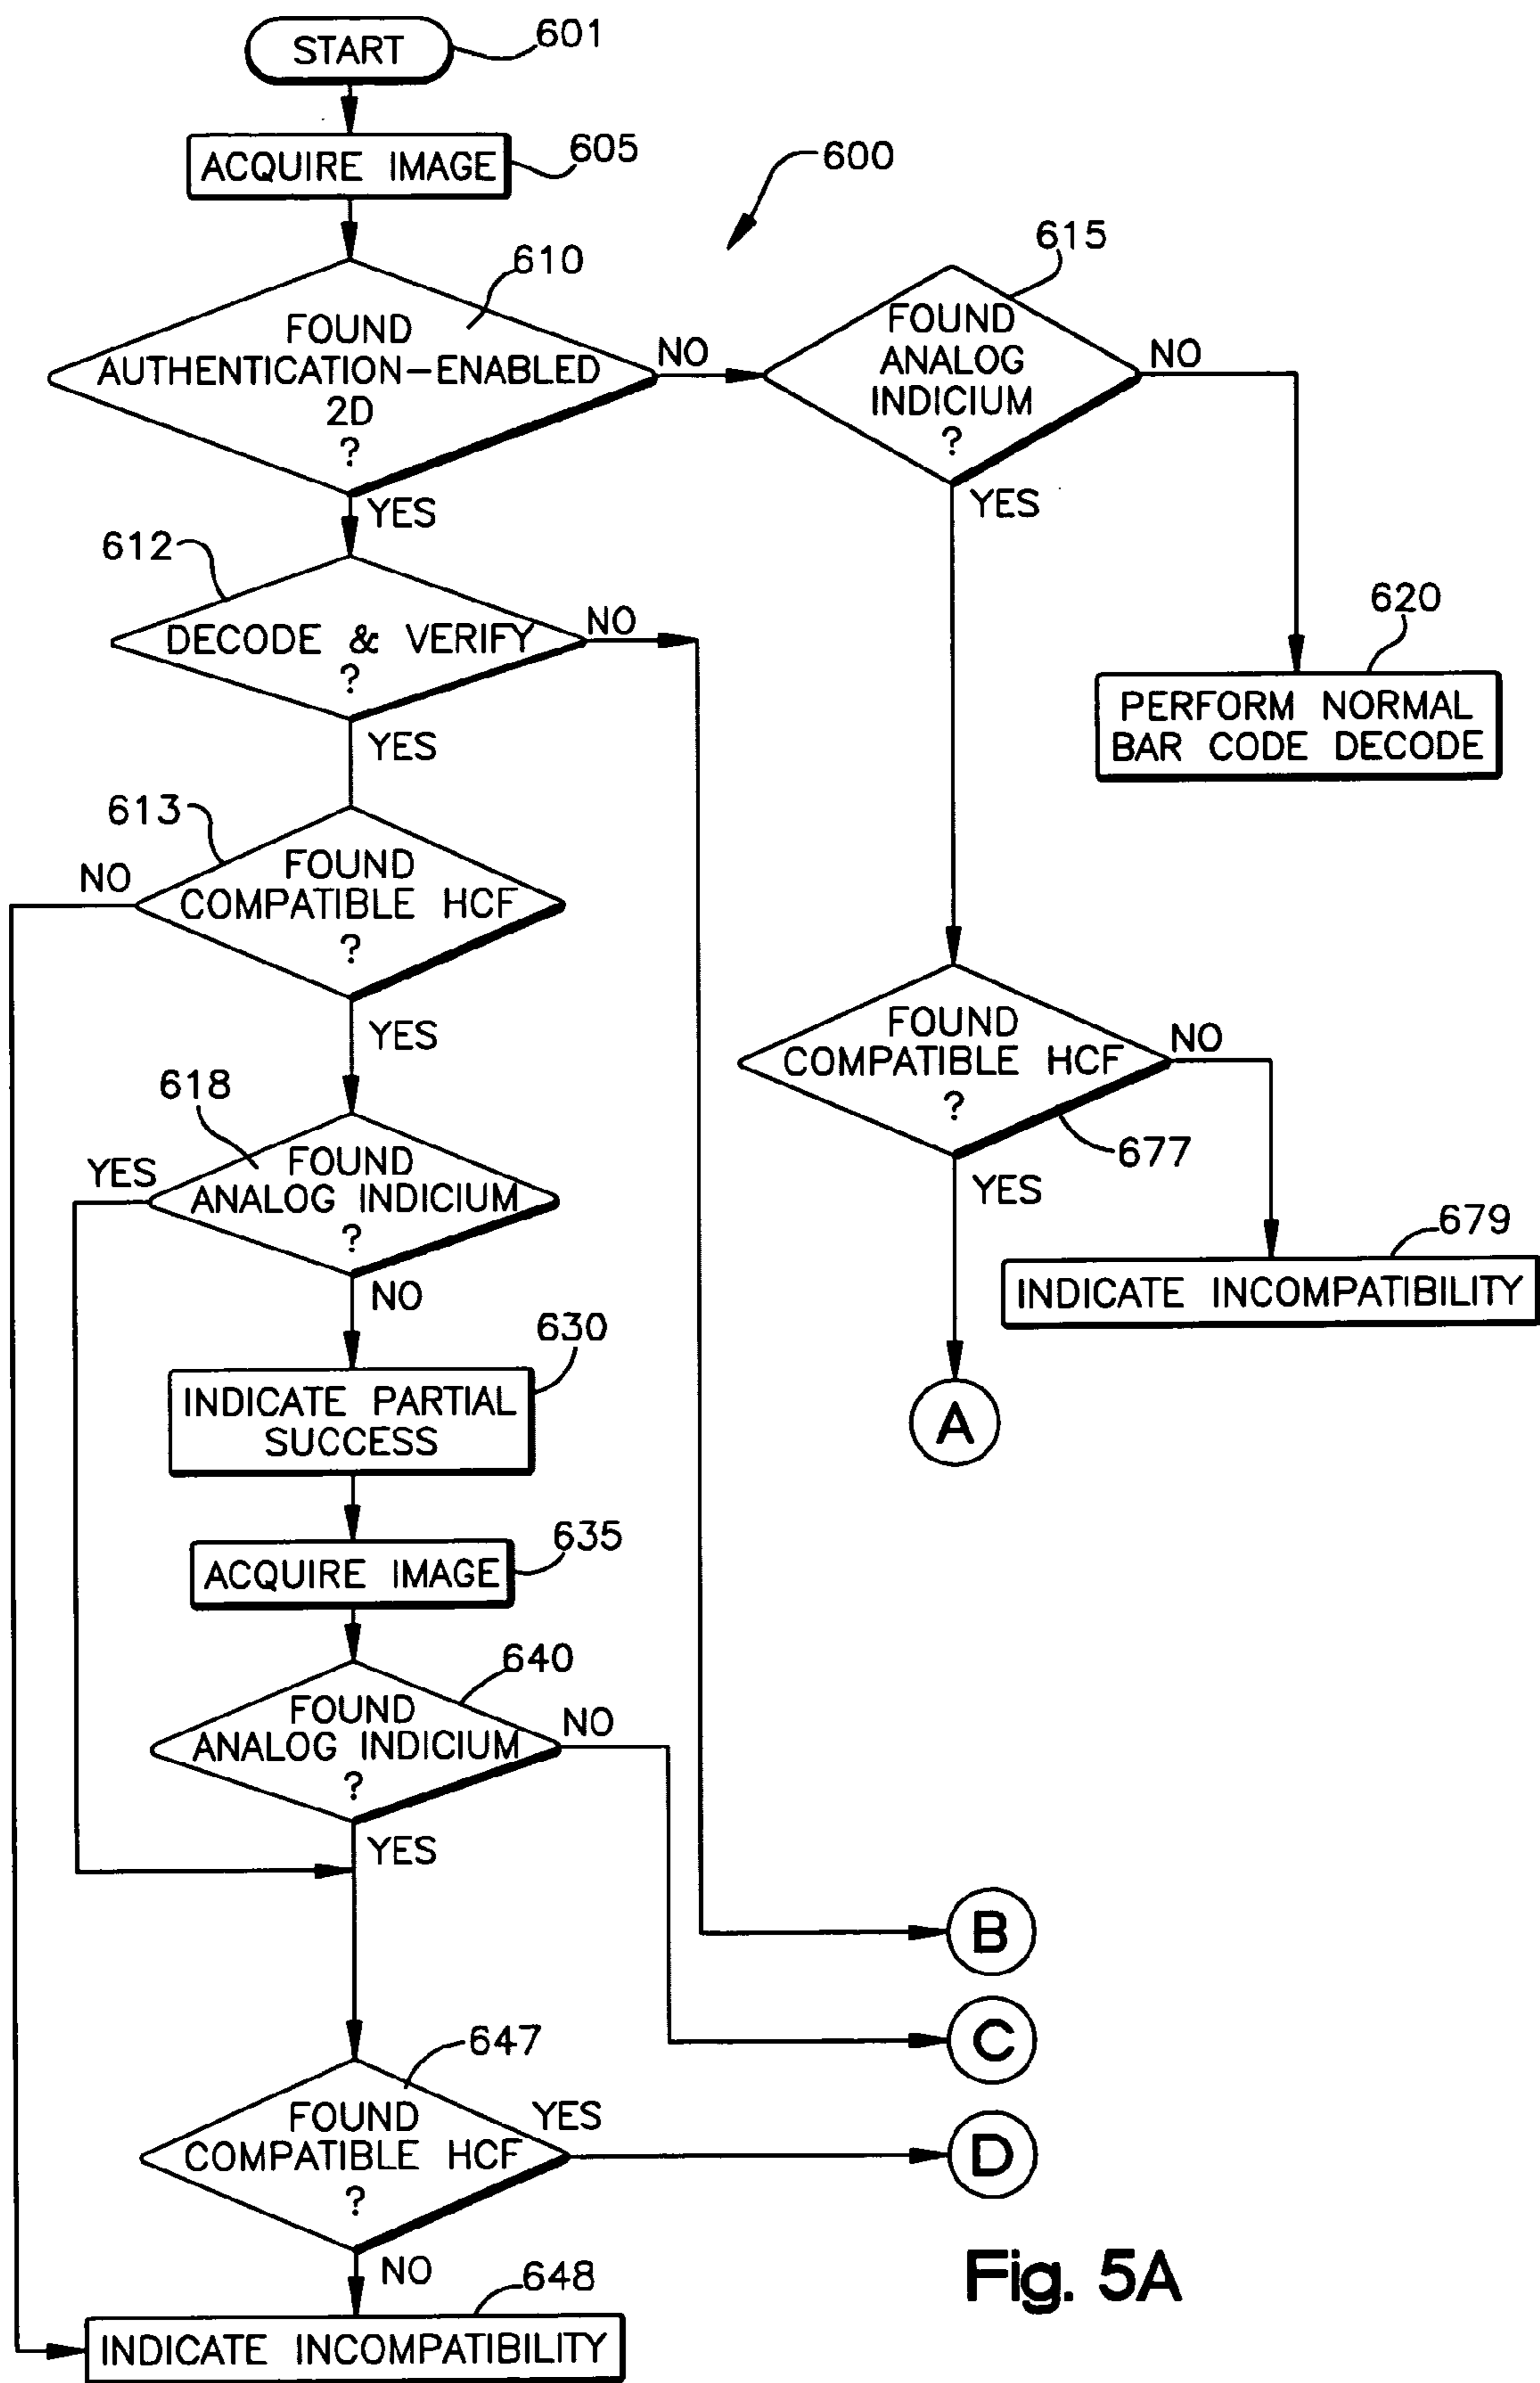 START
601
ACQUIRE IMAGE
605
600
610
FOUND
AUTHENTICATION-ENABLED
2D
?
NO
YES
615
FOUND
ANALOG
INDICIUM
?
NO
YES
612
DECODE & VERIFY
?
NO
YES
620
PERFORM NORMAL
BAR CODE DECODE
613
NO
FOUND
COMPATIBLE HCF
?
YES
FOUND
COMPATIBLE HCF
?
NO
677
YES
618
YES
FOUND
ANALOG INDICIUM
?
NO
679
INDICATE INCOMPATIBILITY
A
630
INDICATE PARTIAL
SUCCESS
635
ACQUIRE IMAGE
640
FOUND
ANALOG INDICIUM
?
NO
YES
B
C
647
FOUND
COMPATIBLE HCF
?
YES
D
NO
648
INDICATE INCOMPATIBILITY
Fig. 5A